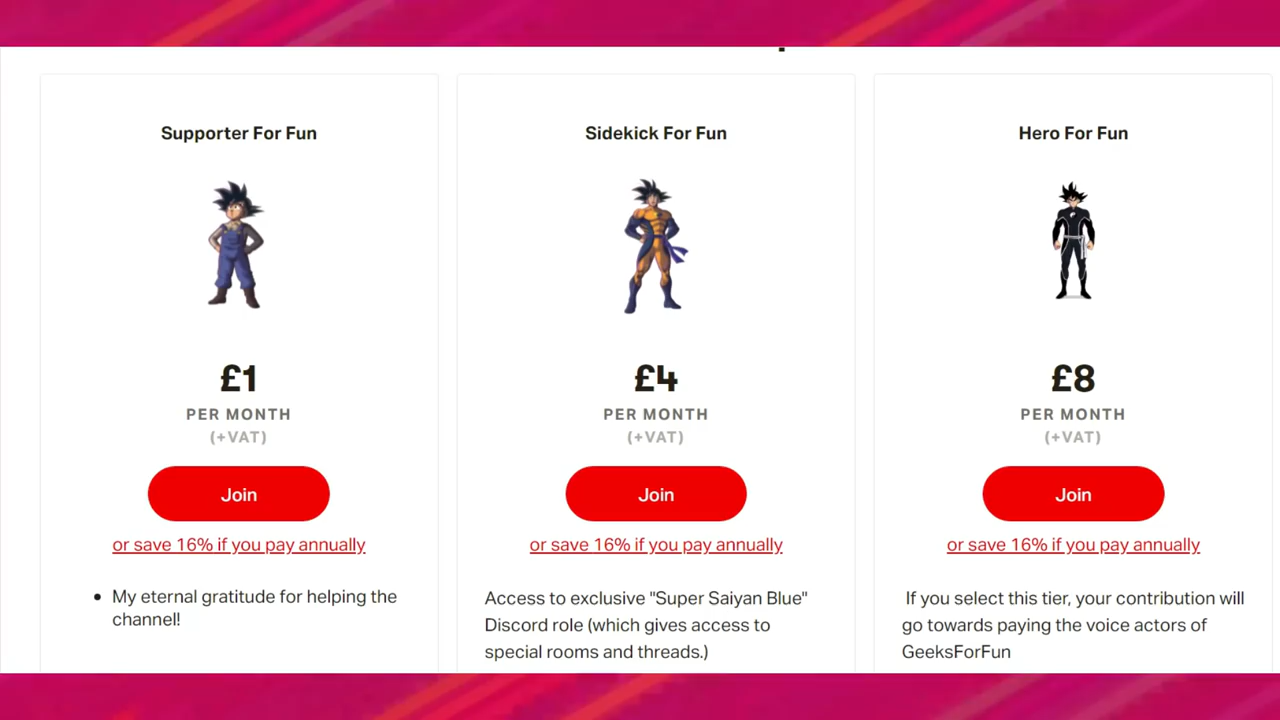 Supporter For Fun
£1
PER MONTH
(+VAT)
Join
or save 16% if you pay annually
• My eternal gratitude for helping the
channel!
Sidekick For Fun
£4
PER MONTH
(+VAT)
Join
or save 16% if you pay annually
Access to exclusive "Super Saiyan Blue"
Discord role (which gives access to
special rooms and threads.)
Hero For Fun
£8
PER MONTH
(+VAT)
Join
or save 16% if you pay annually
If you select this tier, your contribution will
go towards paying the voice actors of
GeeksForFun